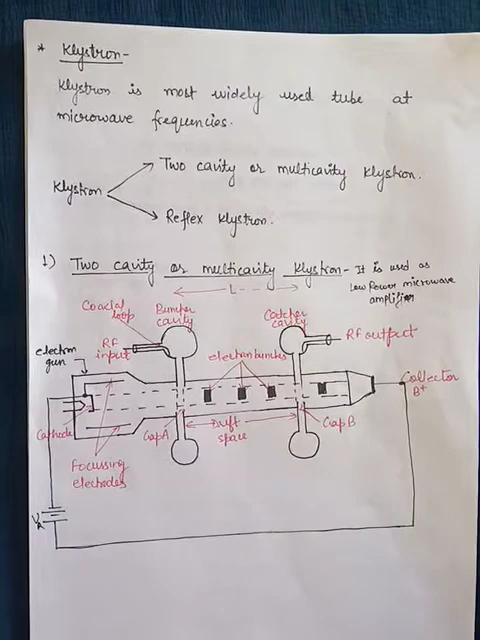 * Klystron-
Klystron is most widely used tube at
microwave frequencies.
Klystron
Two cavity or multicavity Klystron.
Reflex Klystron.
1) Two cavity or multicavity Klystron- It is used as
Low Power microwave
amplifier
L
Coaxial
loop
Buncher
cavity
Catcher
cavity
RF
input
RF output
electron
gun
electron bunches
Collector
B+
Cathode
Gap A
Drift
space
Gap B
Focussing
electrodes
VA